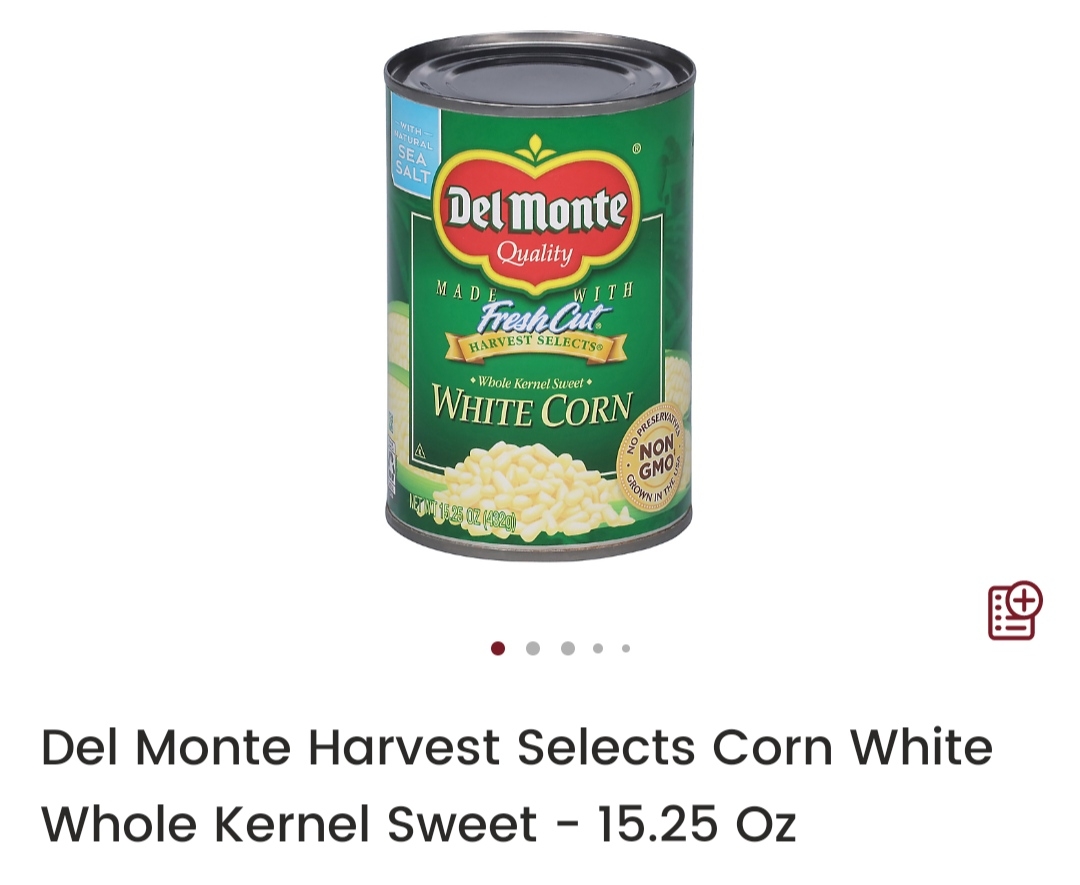 WITH
NATURAL
SEA
SALT
®
Del Monte
Quality
MADE WITH
FreshCut®
HARVEST SELECTS®
Whole Kernel Sweet
WHITE CORN
NO PRESERVATIVES
NON
GMO
GROWN IN THE USA
NET WT 15.25 OZ (432g)
Del Monte Harvest Selects Corn White
Whole Kernel Sweet - 15.25 Oz